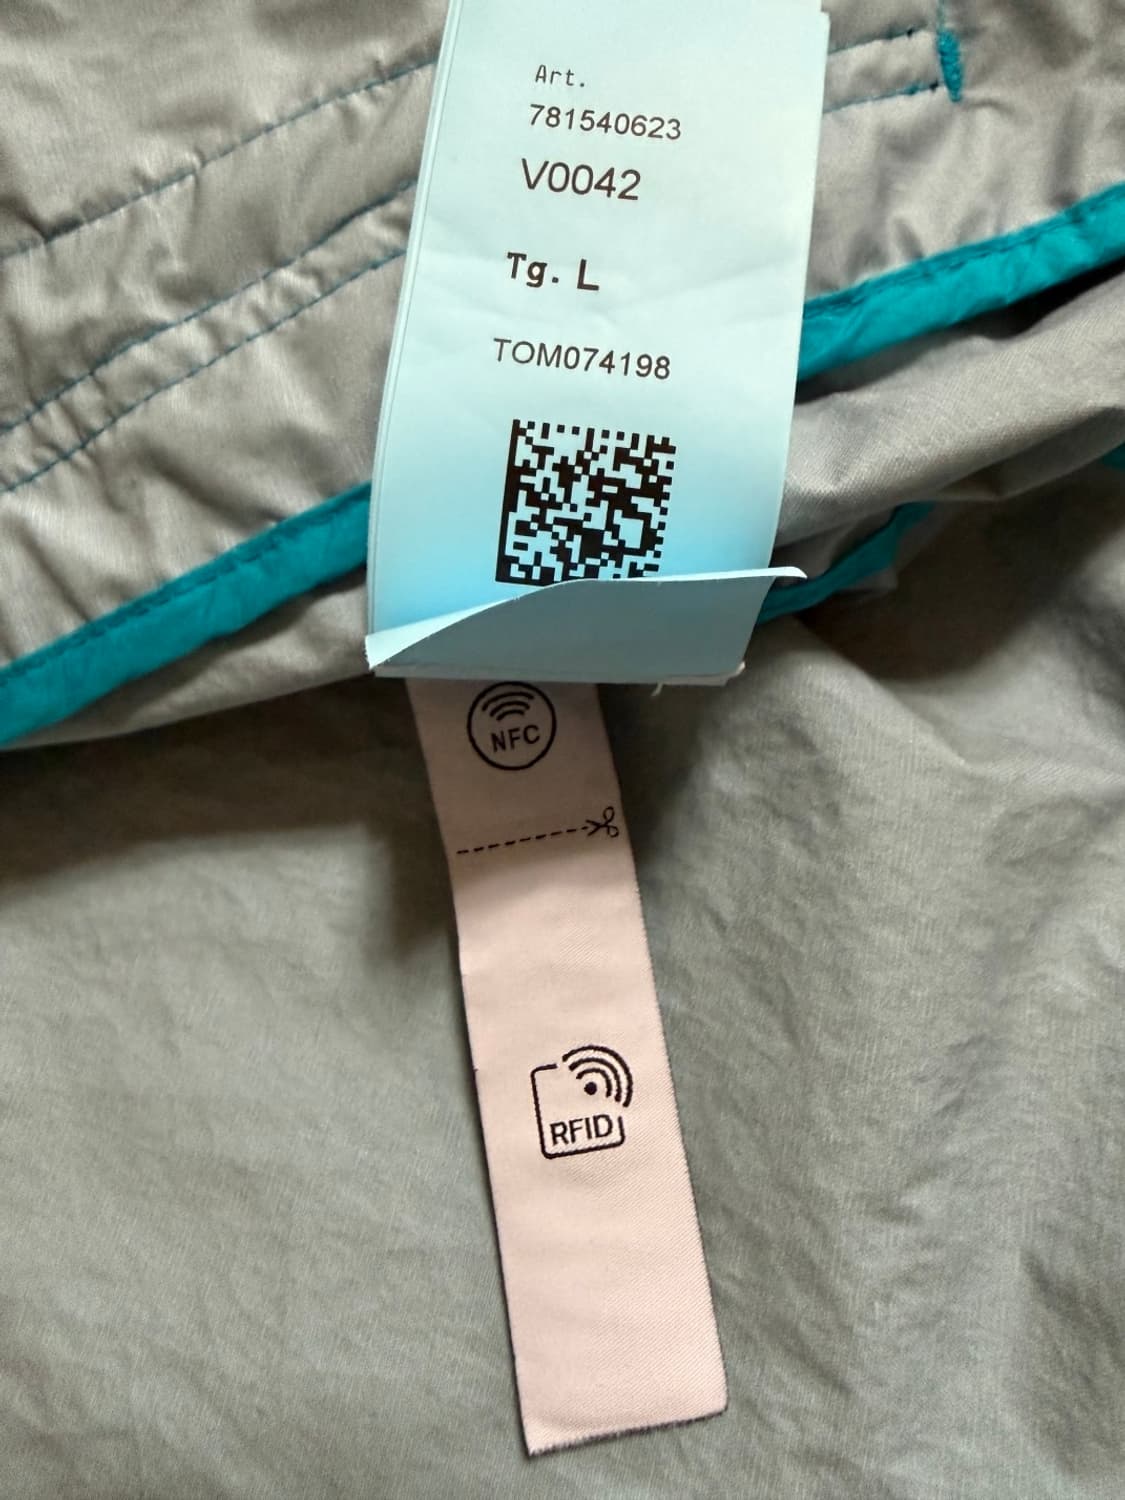 Art.
781540623
V0042
Tg. L
TOM074198
NFC
RFID